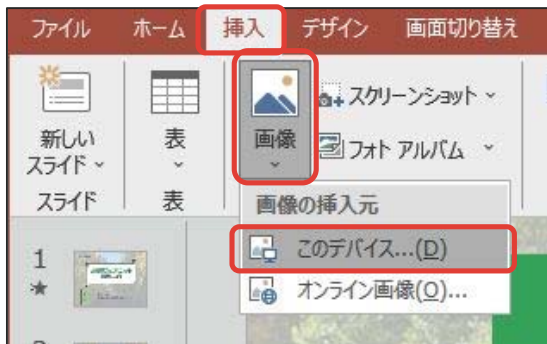 ファイル ホーム 挿入 デザイン 画面切り替え
新しい
スライド
表
画像
スクリーンショット
フォト アルバム
スライド
表
画像の挿入元
このデバイス...(D)
オンライン画像(O)...
1